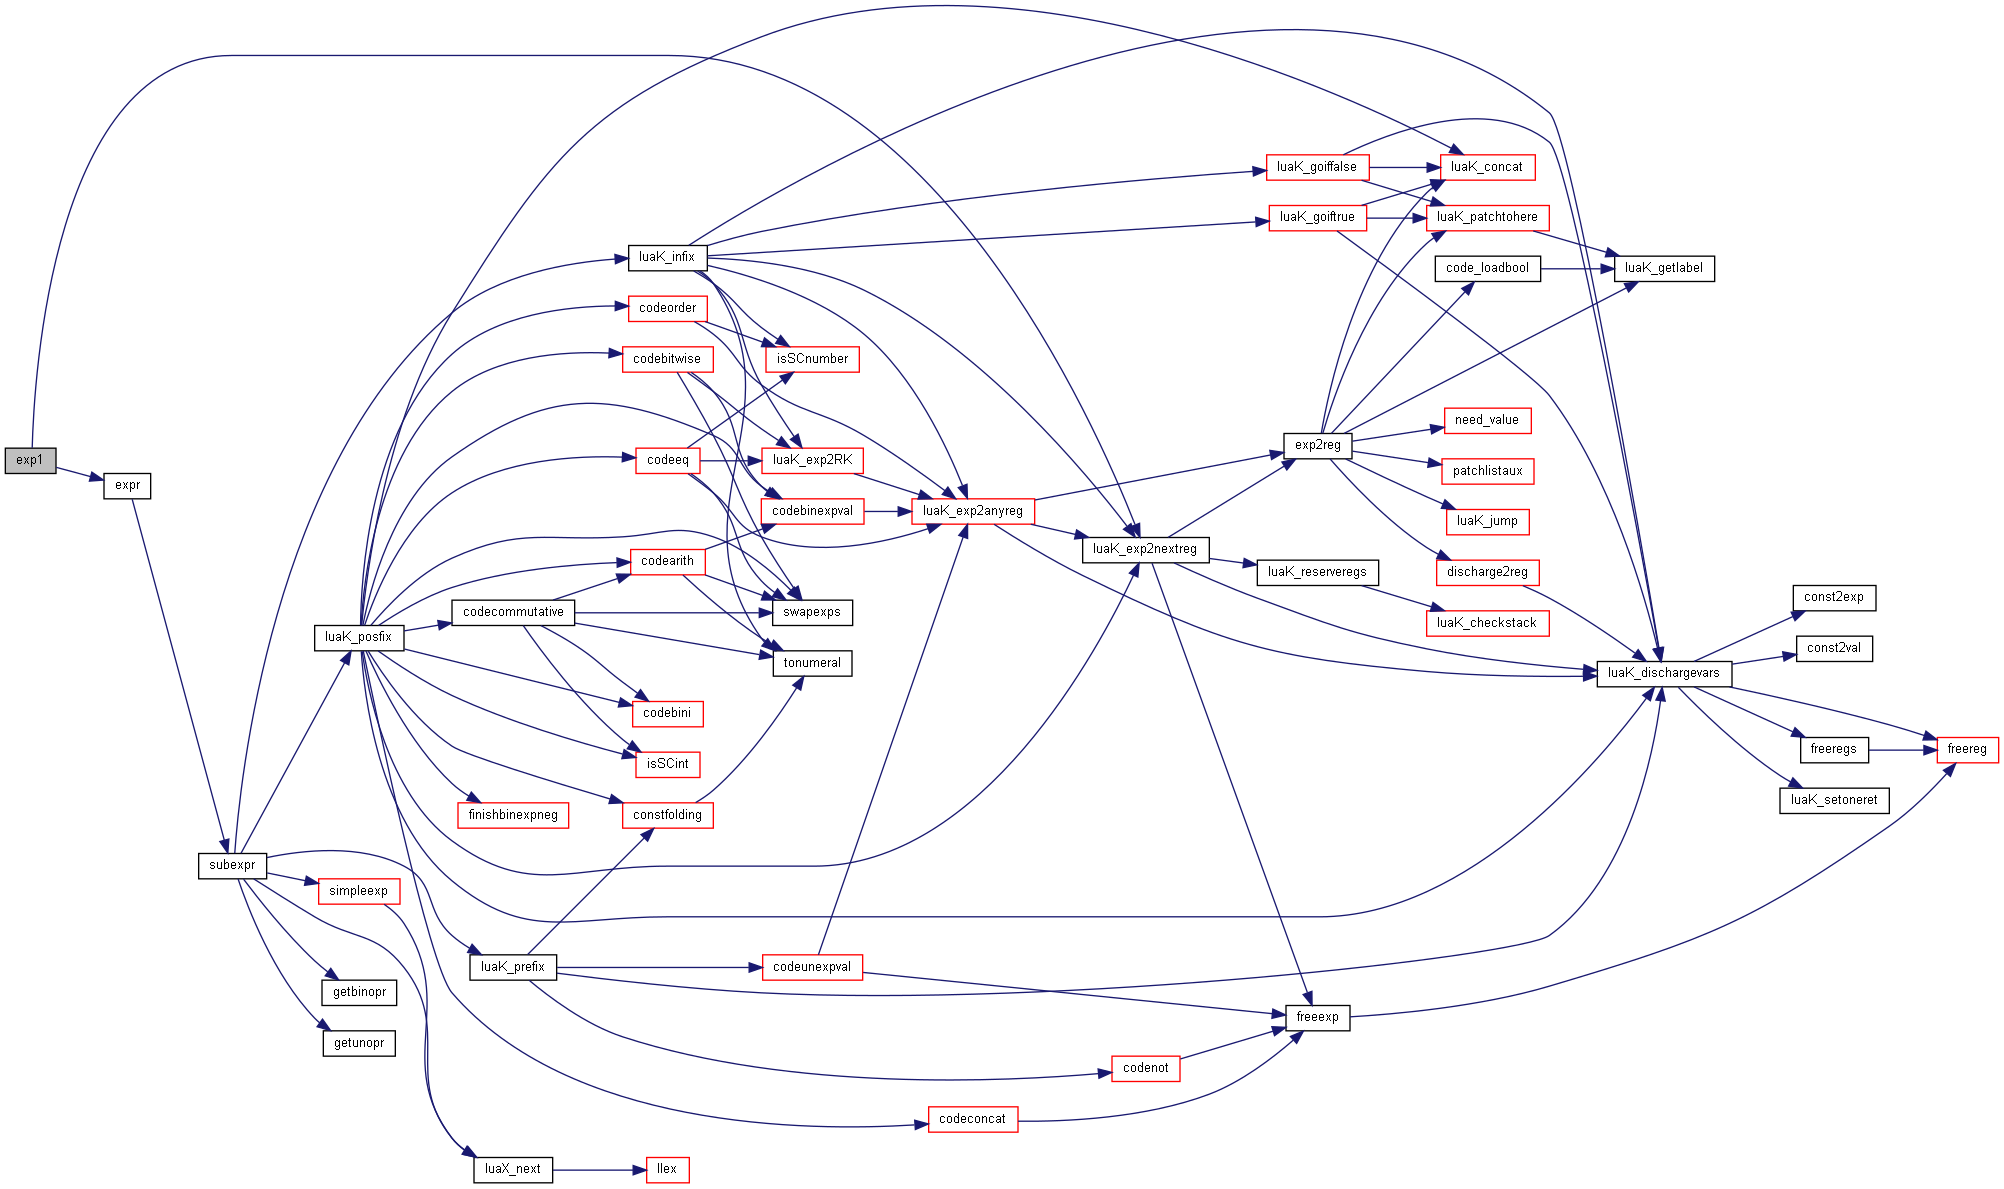 exp1
expr
subexpr
luaK_posfix
simpleexp
getbinopr
getunopr
codecommutative
finishbinexpneg
luaK_prefix
luaX_next
luaK_infix
codeorder
codebitwise
codeeq
codearith
codebini
isSCint
constfolding
llex
isSCnumber
luaK_exp2RK
codebinexpval
swapexps
tonumeral
codeunexpval
luaK_exp2anyreg
codeconcat
luaK_exp2nextreg
codenot
luaK_goiffalse
luaK_goiftrue
exp2reg
luaK_reserveregs
freeexp
luaK_concat
luaK_patchtohere
code_loadbool
need_value
patchlistaux
luaK_jump
discharge2reg
luaK_checkstack
luaK_getlabel
luaK_dischargevars
const2exp
const2val
freeregs
luaK_setoneret
freereg